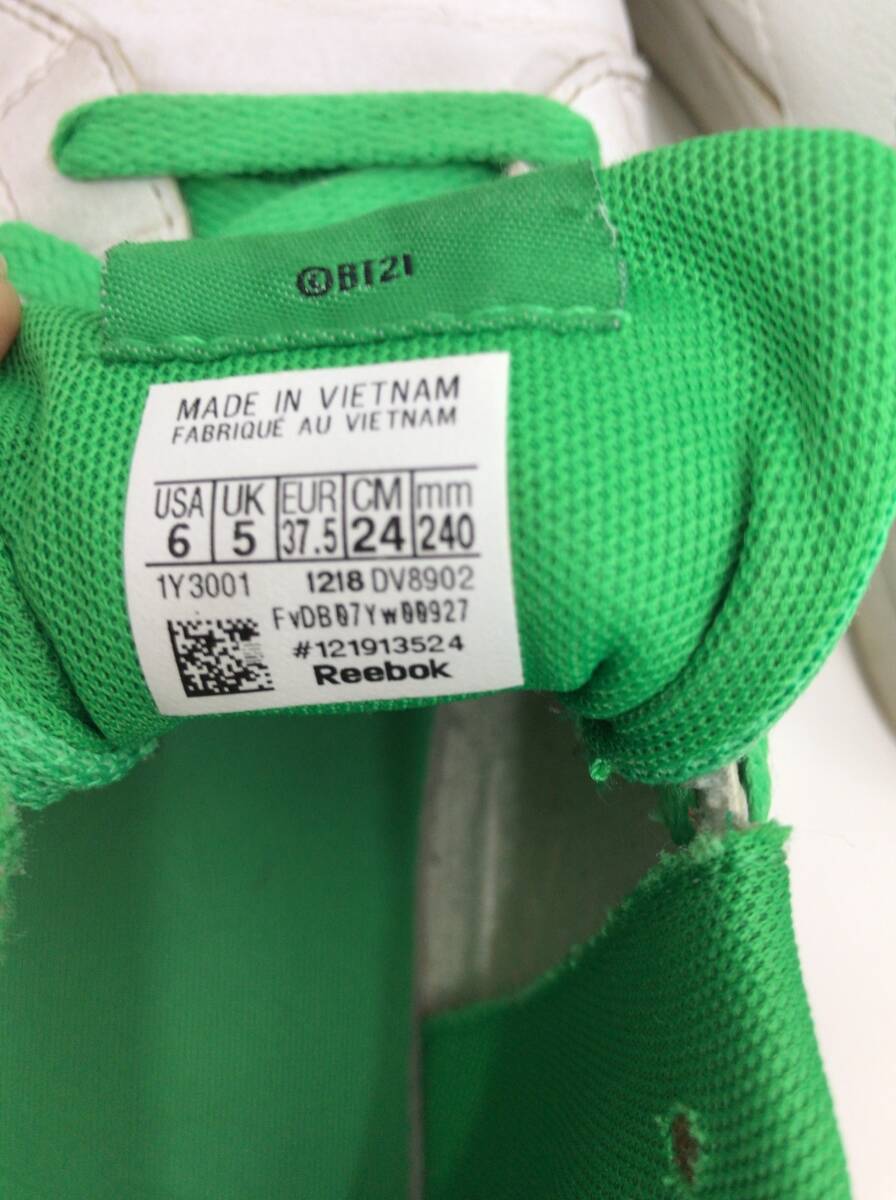 ©BT21
MADE IN VIETNAM
FABRIQUÉ AU VIETNAM
USA UK EUR CM mm
6 5 37.5 24 240
1Y3001 1218 DV8902
FvDB07Yw00927
#121913524
Reebok